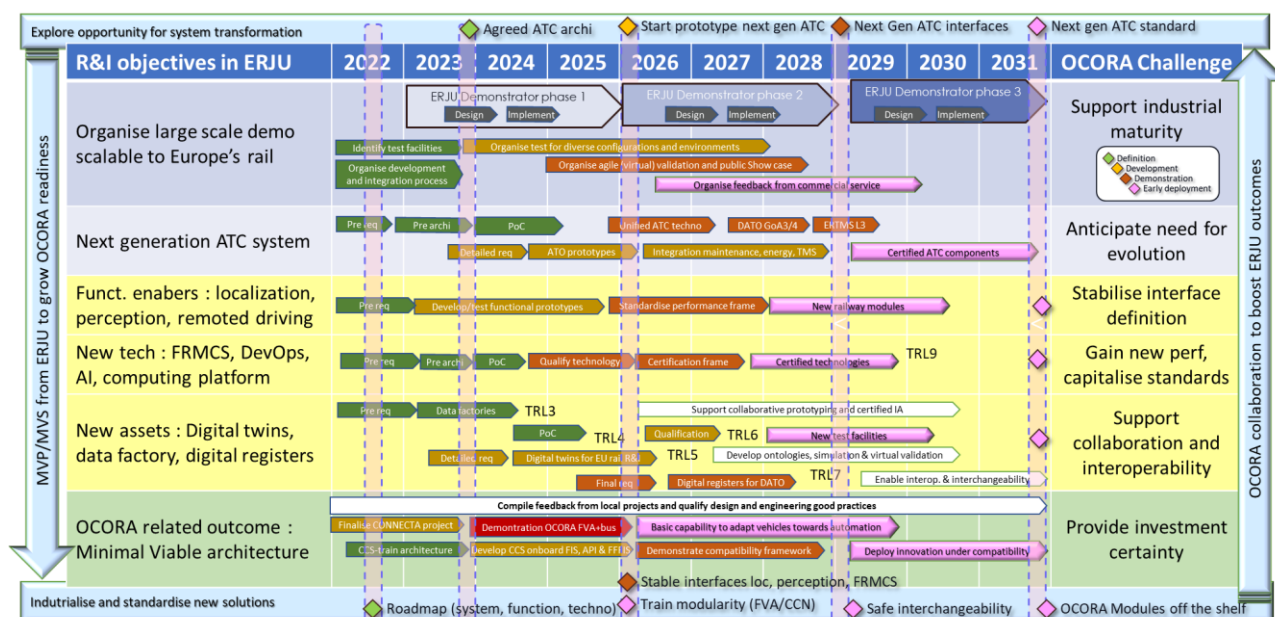 Explore opportunity for system transformation
Agreed ATC archi
Start prototype next gen ATC
Next Gen ATC interfaces
Next gen ATC standard
R&I objectives in ERJU
2022 2023 2024 2025 2026 2027 2028 2029 2030 2031
OCORA Challenge
MVP/MVS from ERJU to grow OCORA readiness
OCORA collaboration to boost ERJU outcomes
Organise large scale demo
scalable to Europe's rail
ERJU Demonstrator phase 1
Design
Implement
ERJU Demonstrator phase 2
Design
Implement
ERJU Demonstrator phase 3
Design
Implement
Identify test facilities
Organise test for diverse configurations and environments
Organise development
and integration process
Organise agile (virtual) validation and public Show case
Organise feedback from commercial service
Support industrial
maturity
Definition
Development
Demonstration
Early deployment
Next generation ATC system
Pre req
Pre archi
PoC
Unified ATC techno
DATO GoA3/4
ERTMS L3
Detailed req
ATO prototypes
Integration maintenance, energy, TMS
Certified ATC components
Anticipate need for
evolution
Funct. enabers : localization,
perception, remoted driving
Pre req
Develop/test functional prototypes
Standardise performance frame
New railway modules
Stabilise interface
definition
New tech : FRMCS, DevOps,
AI, computing platform
Pre req
Pre archi
PoC
Qualify technology
Certification frame
Certified technologies
TRL9
Gain new perf,
capitalise standards
New assets : Digital twins,
data factory, digital registers
Pre req
Data factories
TRL3
Support collaborative prototyping and certified IA
PoC
TRL4
Qualification
TRL6
New test facilities
Detailed req
Digital twins for EU rail R&I
TRL5
Develop ontologies, simulation & virtual validation
Final req
Digital registers for DATO
TRL7
Enable interop. & interchangeability
Support
collaboration and
interoperability
OCORA related outcome :
Minimal Viable architecture
Compile feedback from local projects and qualify design and engineering good practices
Finalise CONNECTA project
Demontration OCORA FVA+bus
Basic capability to adapt vehicles towards automation
CCS-train architecture
Develop CCS onboard FIS, API & FFFIS
Demonstrate compatibility framework
Deploy innovation under compatibility
Provide investment
certainty
Stable interfaces loc, perception, FRMCS
Indutrialise and standardise new solutions
Roadmap (system, function, techno)
Train modularity (FVA/CCN)
Safe interchangeability
OCORA Modules off the shelf